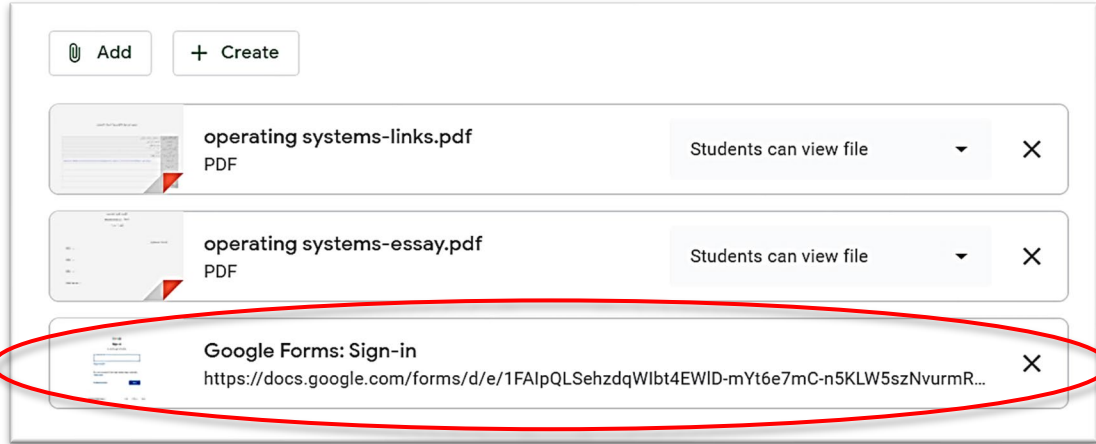 Add
+ Create
operating systems-links.pdf
PDF
Students can view file
operating systems-essay.pdf
PDF
Students can view file
Google Forms: Sign-in
https://docs.google.com/forms/d/e/1FAIpQLSehzdqWIbt4EWlD-mYt6e7mC-n5KLW5szNvurmR...